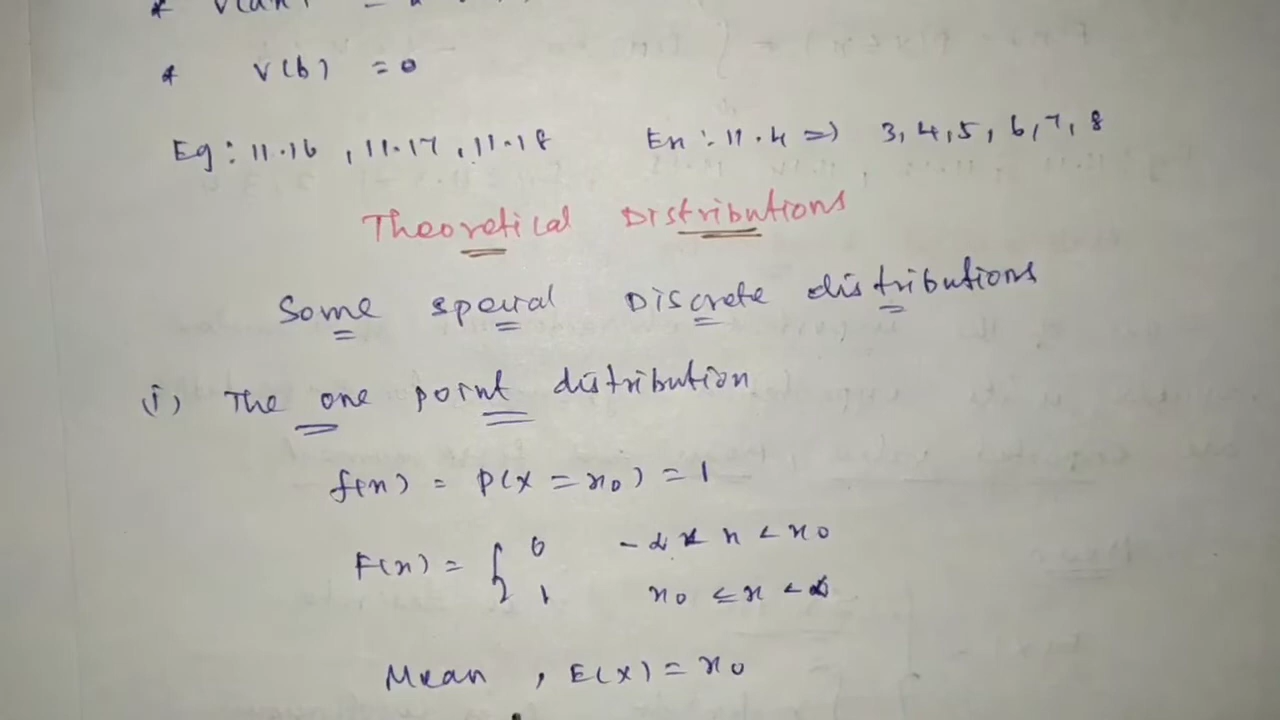 * V(b) = 0
Eg : 11.16 , 11.17 , 11.18 Ex : 11.4 => 3, 4, 5, 6, 7, 8
Theoretical Distributions
Some special Discrete distributions
(i) The one point distribution
f(x) = P(X = x₀) = 1
F(x) = { 0 -∞ < x < x₀
1 x₀ ≤ x < ∞
Mean , E(X) = x₀